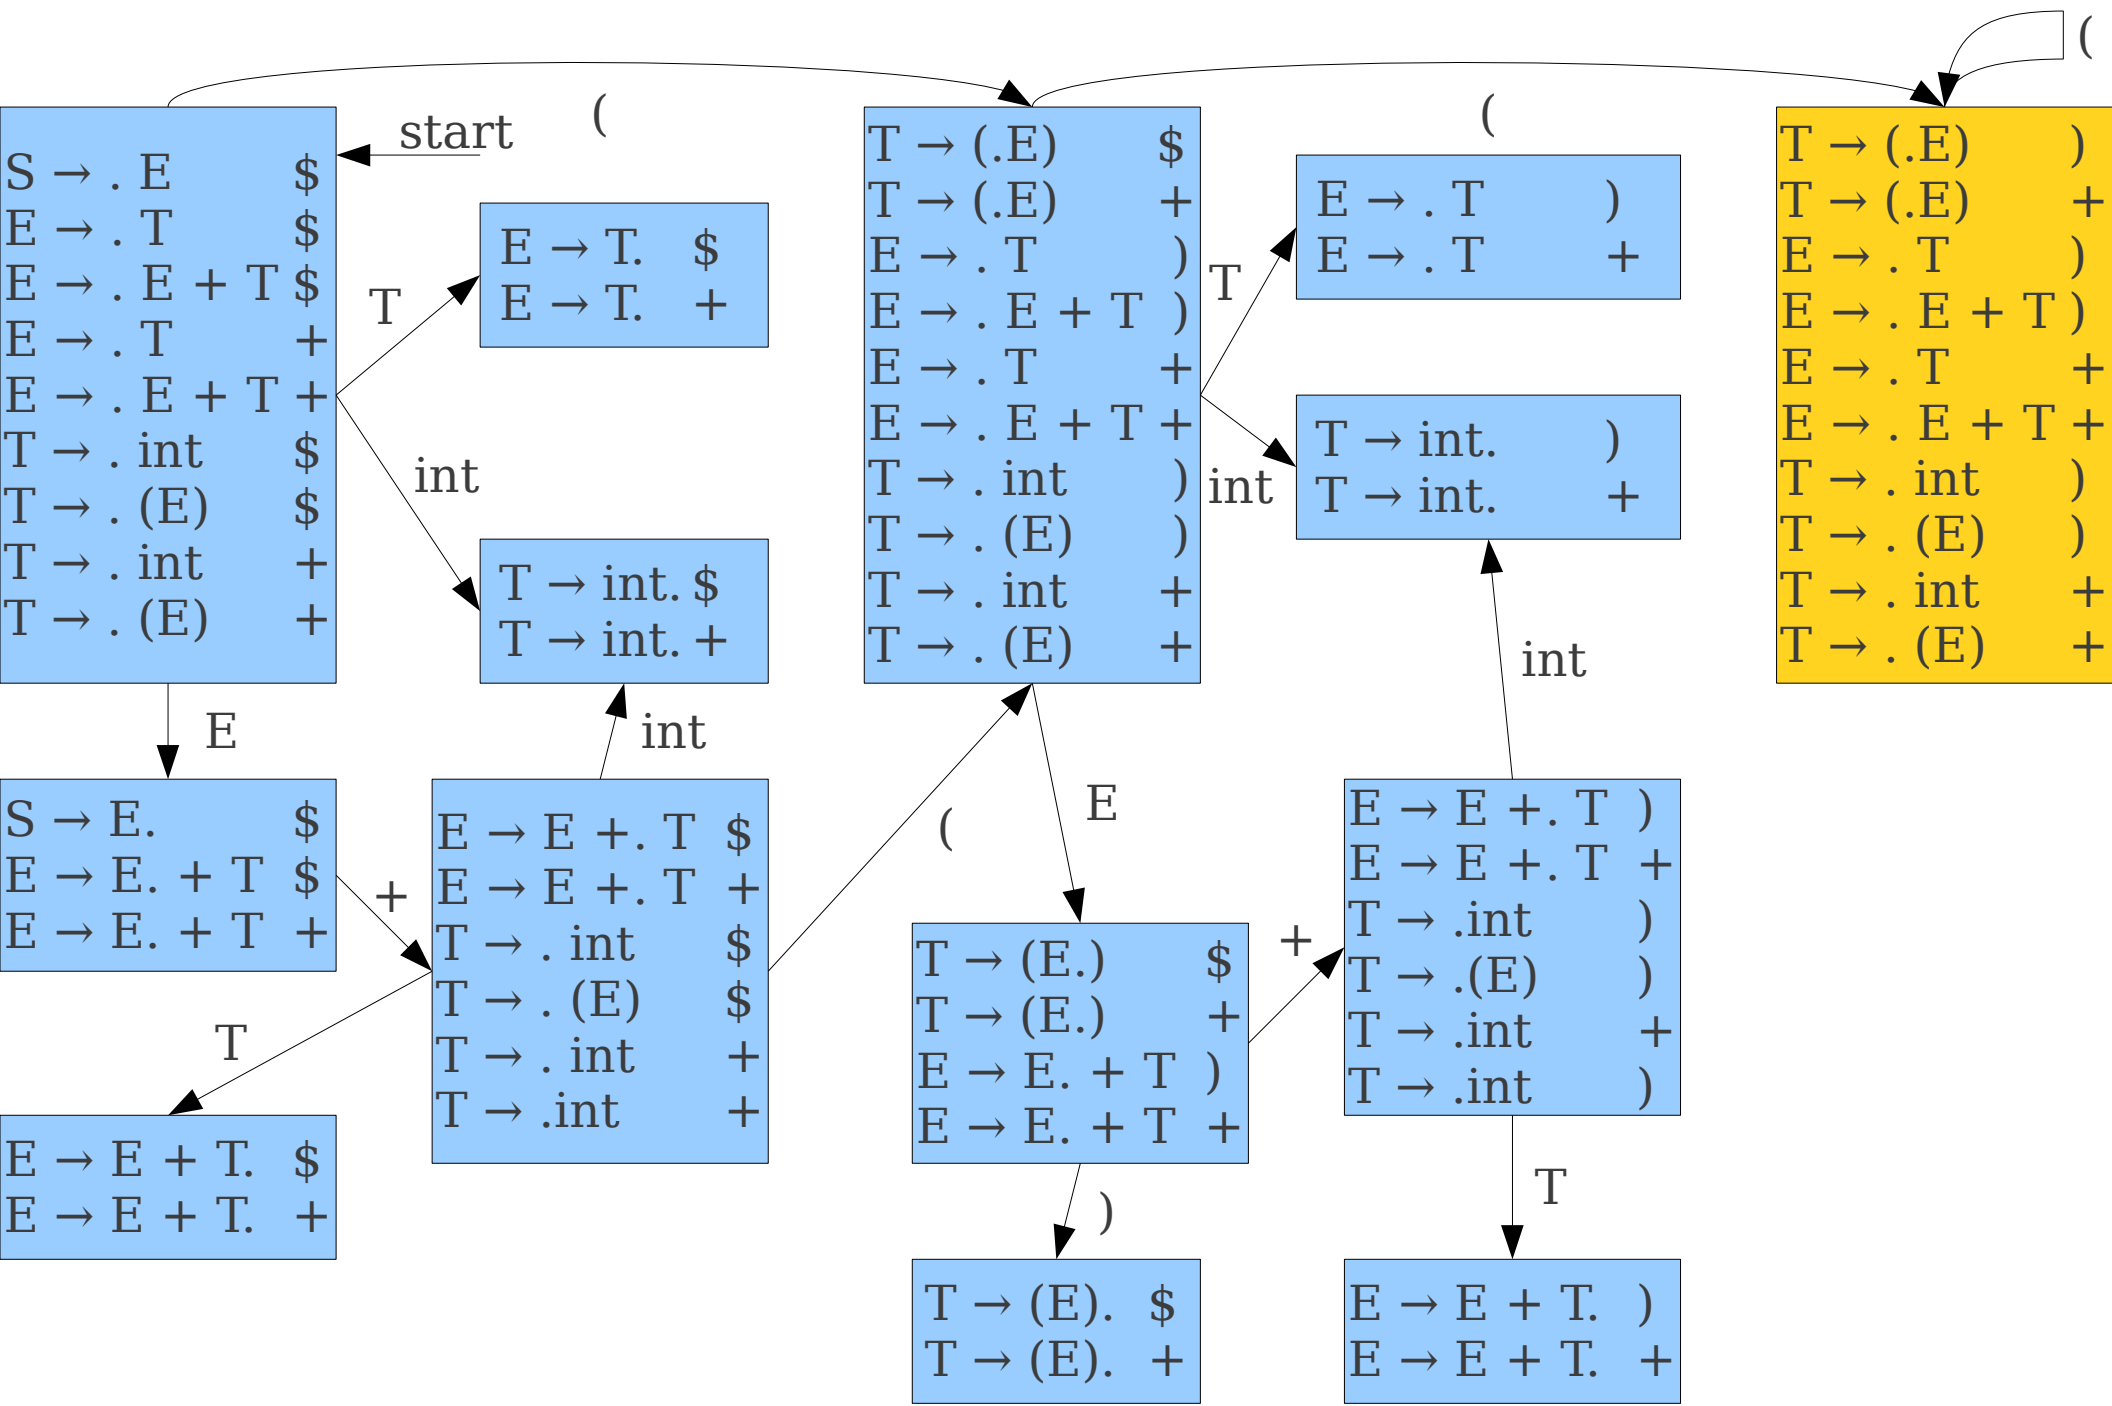 (
start
(
(
S → . E $
E → . T $
E → . E + T $
E → . T +
E → . E + T +
T → . int $
T → . (E) $
T → . int +
T → . (E) +
T
E → T. $
E → T. +
int
T → int. $
T → int. +
T → (.E) $
T → (.E) +
E → . T )
E → . E + T )
E → . T +
E → . E + T +
T → . int )
T → . (E) )
T → . int +
T → . (E) +
T
E → . T )
E → . T +
int
T → int. )
T → int. +
T → (.E) )
T → (.E) +
E → . T )
E → . E + T )
E → . T +
E → . E + T +
T → . int )
T → . (E) )
T → . int +
T → . (E) +
E
int
(
E
int
S → E. $
E → E. + T $
E → E. + T +
+
E → E +. T $
E → E +. T +
T → . int $
T → . (E) $
T → . int +
T → .int +
T → (E.) $
T → (E.) +
E → E. + T )
E → E. + T +
+
E → E +. T )
E → E +. T +
T → .int )
T → .(E) )
T → .int +
T → .int )
T
E → E + T. $
E → E + T. +
)
T → (E). $
T → (E). +
T
E → E + T. )
E → E + T. +